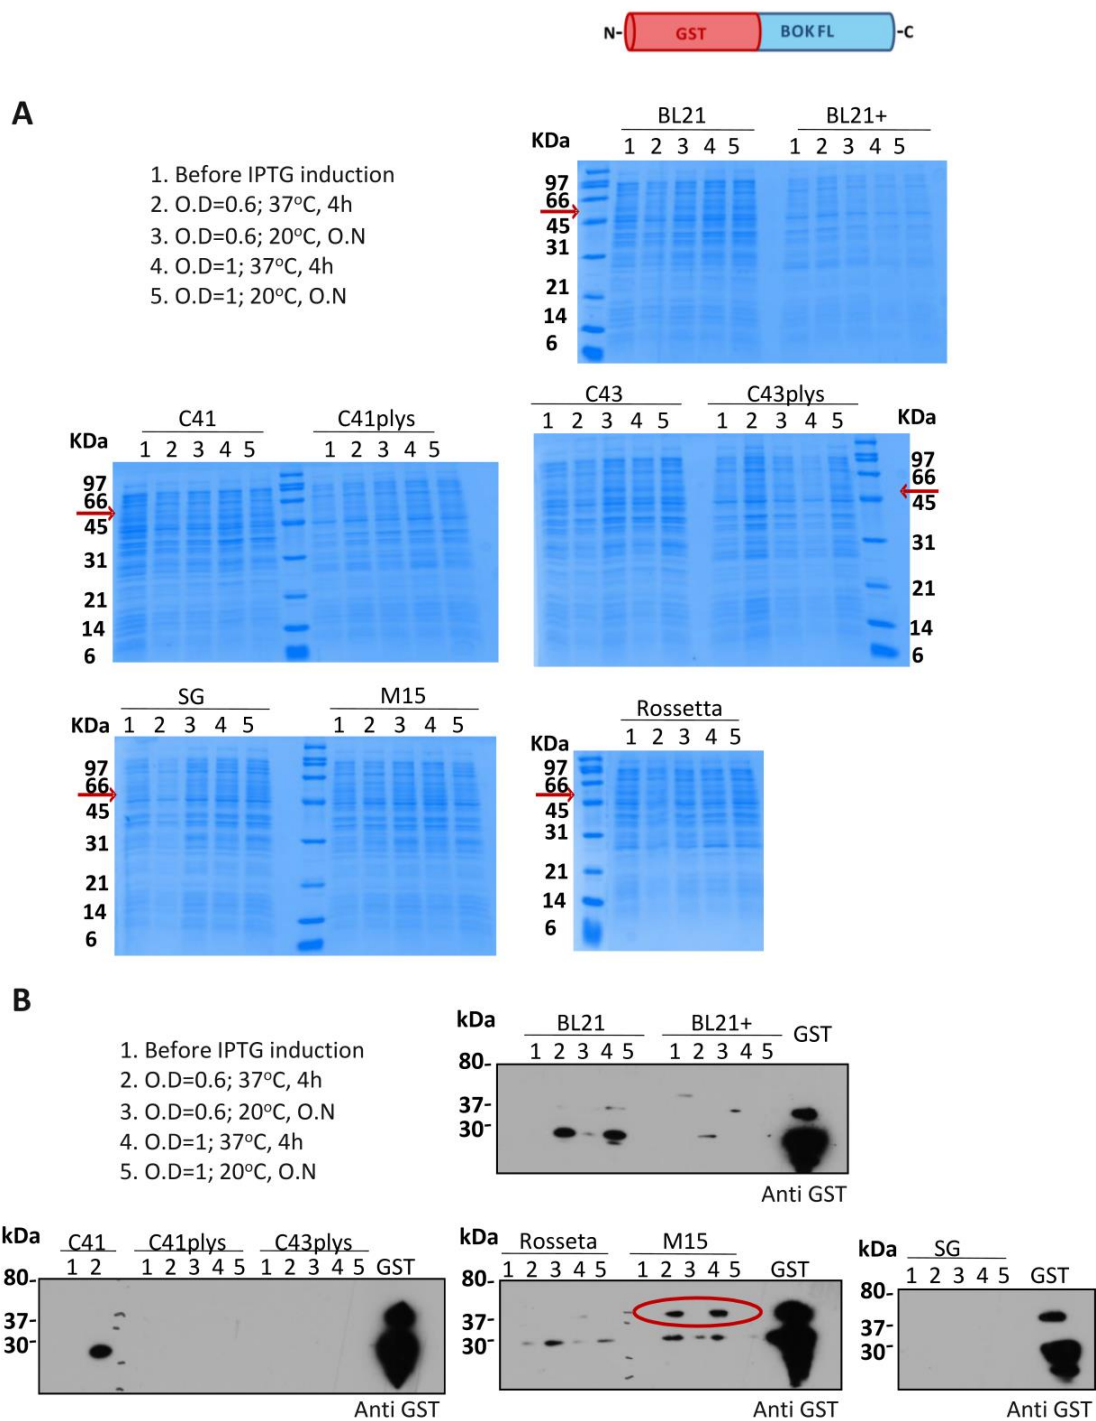 N- GST BOKFL -C
A
1. Before IPTG induction
2. O.D=0.6; 37°C, 4h
3. O.D=0.6; 20°C, O.N
4. O.D=1; 37°C, 4h
5. O.D=1; 20°C, O.N
BL21 BL21+
KDa 1 2 3 4 5 1 2 3 4 5
97
66
45
31
21
14
6
C41 C41plys
KDa 1 2 3 4 5 1 2 3 4 5
97
66
45
31
21
14
6
C43 C43plys
1 2 3 4 5 1 2 3 4 5 KDa
97
66
45
31
21
14
6
SG M15
KDa 1 2 3 4 5 1 2 3 4 5
97
66
45
31
21
14
6
Rossetta
KDa 1 2 3 4 5
97
66
45
31
21
14
6
B
1. Before IPTG induction
2. O.D=0.6; 37°C, 4h
3. O.D=0.6; 20°C, O.N
4. O.D=1; 37°C, 4h
5. O.D=1; 20°C, O.N
kDa BL21 BL21+ GST
1 2 3 4 5 1 2 3 4 5
80-
37-
30-
Anti GST
kDa C41 C41plys C43plys
1 2 1 2 3 4 5 1 2 3 4 5 GST
80-
37-
30-
Anti GST
kDa Rosseta M15
1 2 3 4 5 1 2 3 4 5 GST
80-
37-
30-
Anti GST
kDa SG
1 2 3 4 5 GST
80-
37-
30-
Anti GST